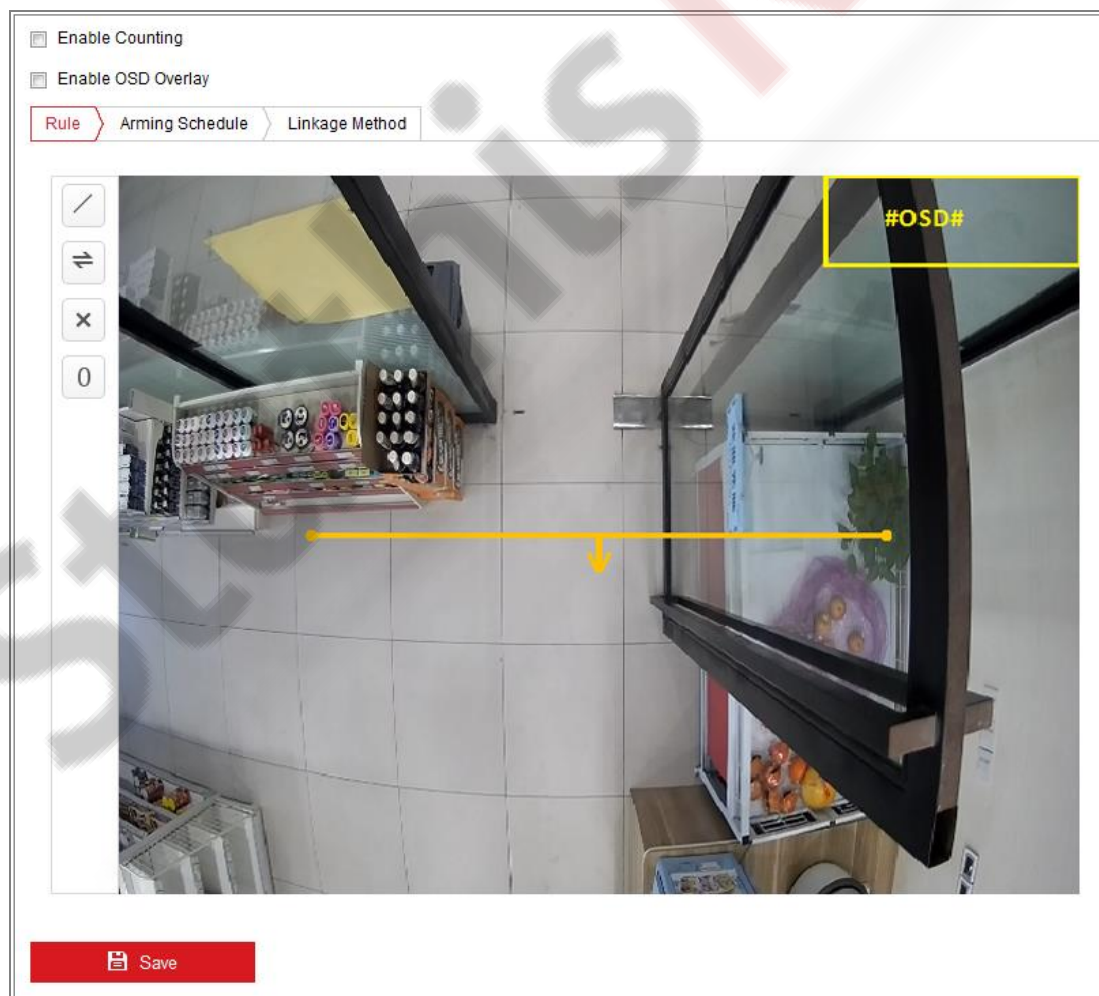 Enable Counting
Enable OSD Overlay
Rule Arming Schedule Linkage Method
#OSD#
0
Save